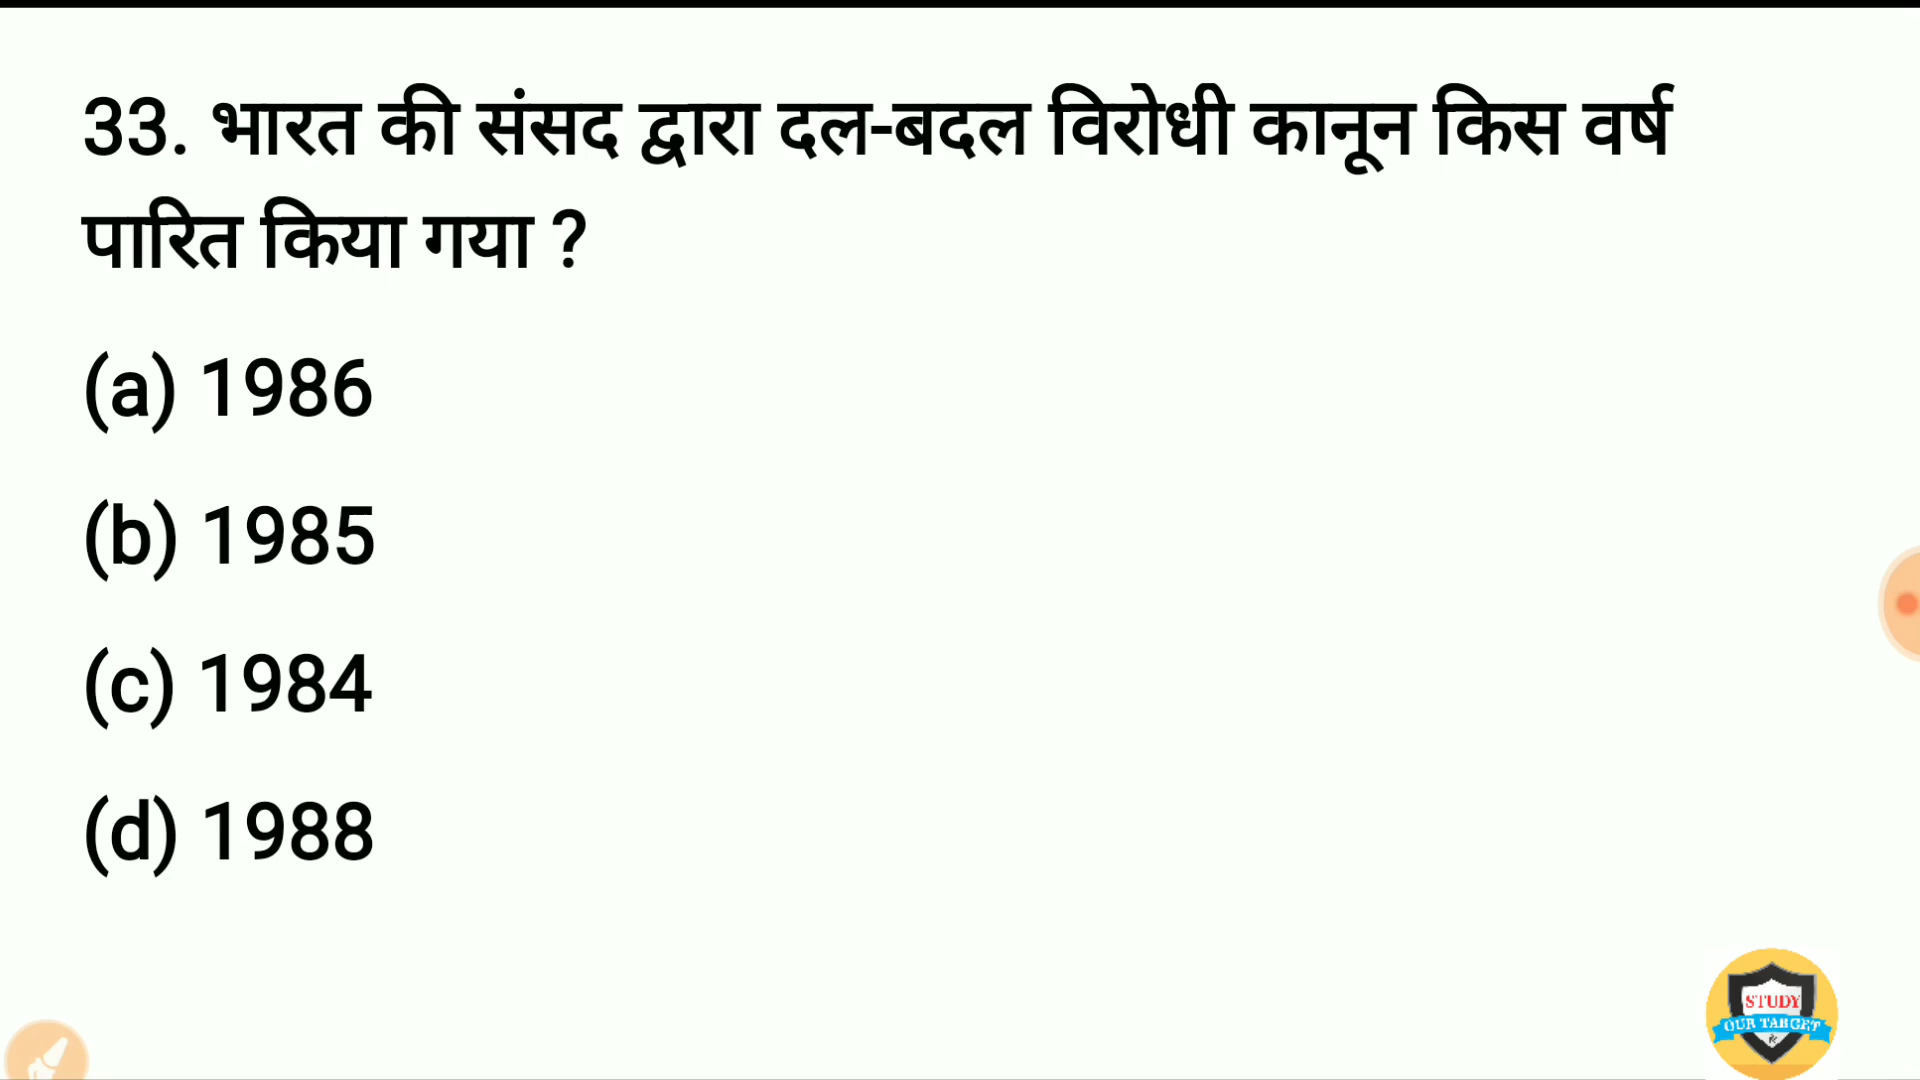 33. भारत की संसद द्वारा दल-बदल विरोधी कानून किस वर्ष
पारित किया गया ?
(a) 1986
(b) 1985
(c) 1984
(d) 1988
STUDY
OUR TARGET